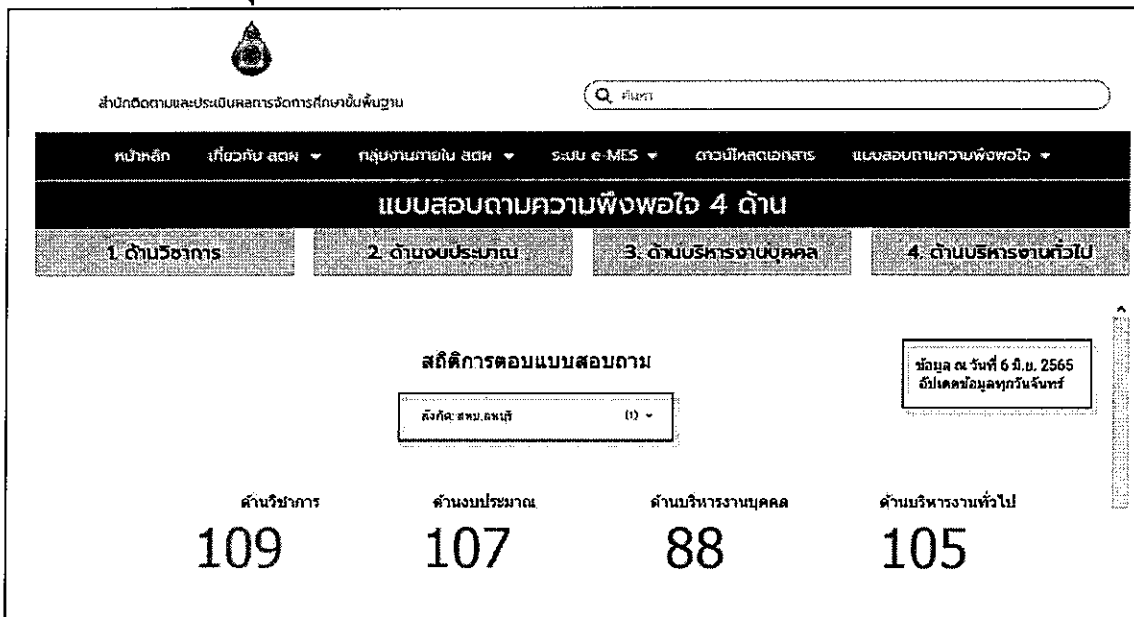 สำนักติดตามและประเมินผลการจัดการศึกษาขั้นพื้นฐาน
ค้นหา
หน้าหลัก เกี่ยวกับ สตผ กลุ่มงานภายใน สตผ ระบบ e-MES ดาวน์โหลดเอกสาร แบบสอบถามความพึงพอใจ
แบบสอบถามความพึงพอใจ 4 ด้าน
1. ด้านวิชาการ 2. ด้านงบประมาณ 3. ด้านบริหารงานบุคคล 4. ด้านบริหารงานทั่วไป
สถิติการตอบแบบสอบถาม
ข้อมูล ณ วันที่ 6 มิ.ย. 2565
อัปเดตข้อมูลทุกวันจันทร์
สังกัด: สพม.ลพบุรี (1)
ด้านวิชาการ ด้านงบประมาณ ด้านบริหารงานบุคคล ด้านบริหารงานทั่วไป
109 107 88 105